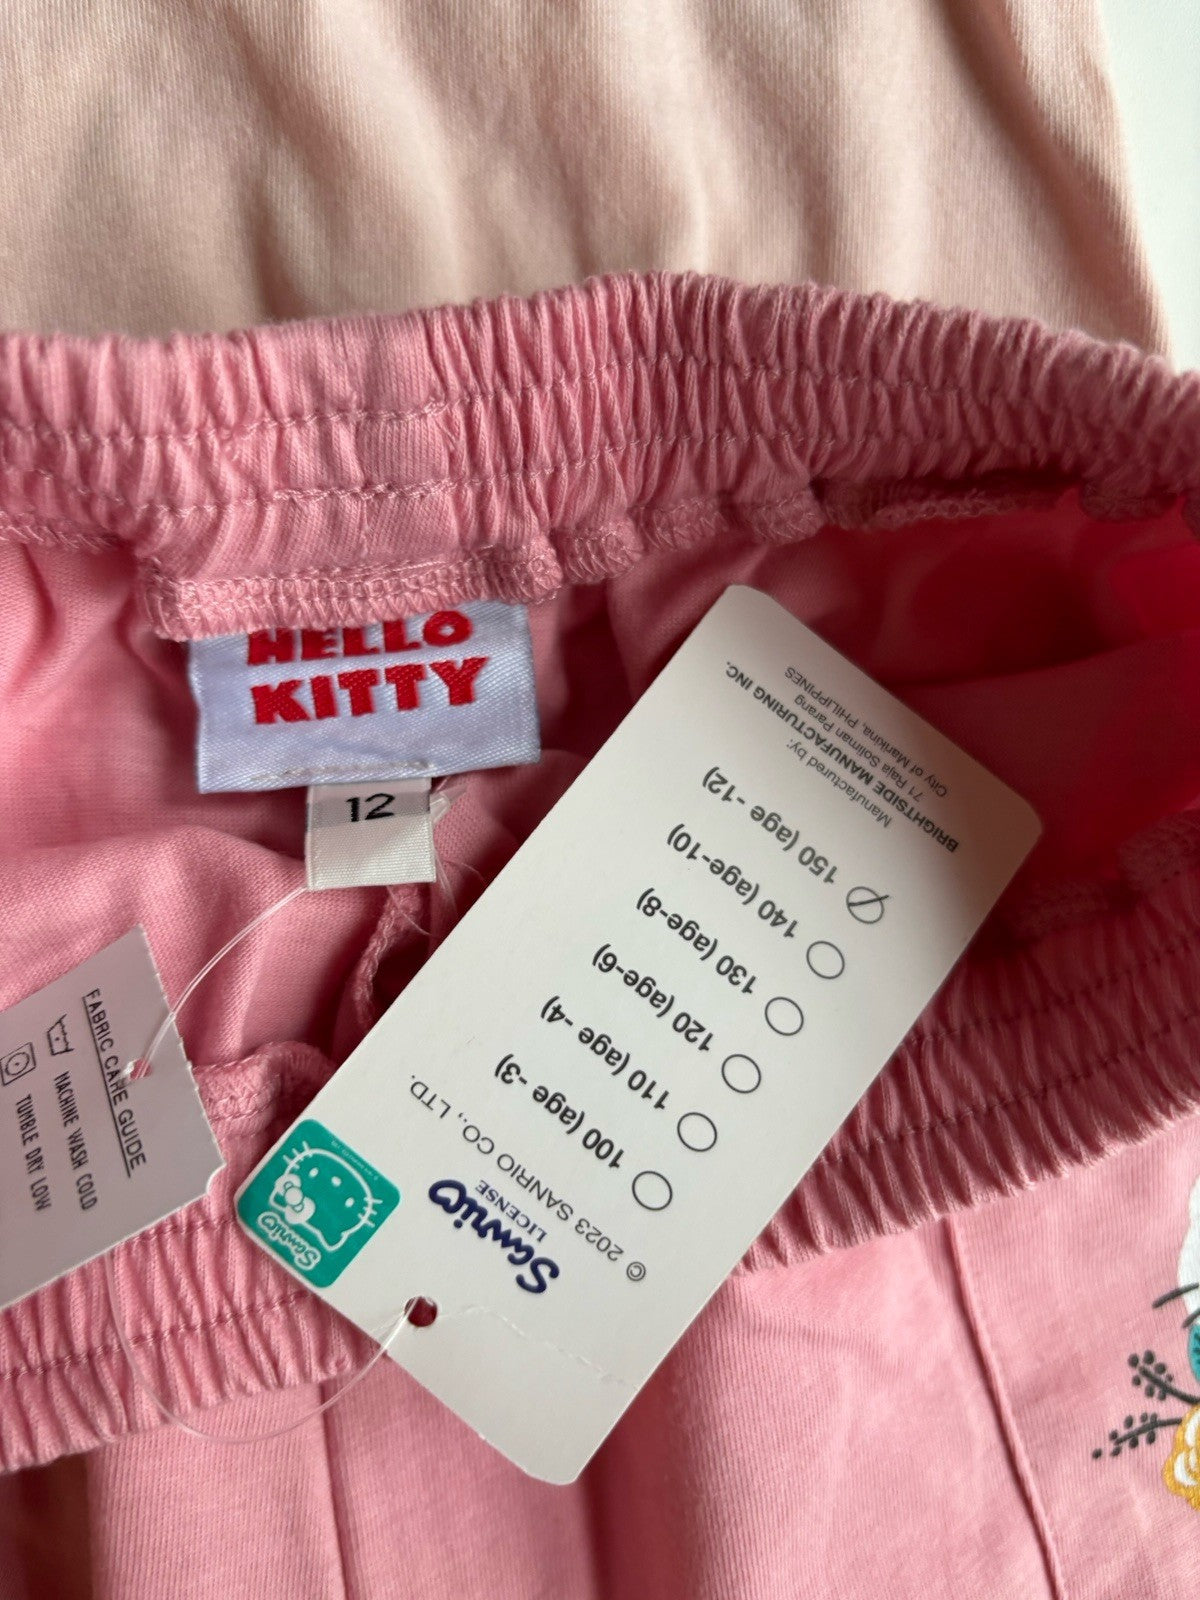 HELLO
KITTY
12
FABRIC CARE GUIDE
MACHINE WASH COLD
TUMBLE DRY LOW
Sanrio
Sanrio
LICENSE
© 2023 SANRIO CO., LTD.
100 (age -3)
110 (age -4)
120 (age-6)
130 (age-8)
140 (age-10)
150 (age -12)
Manufactured by:
BRIGHTSIDE MANUFACTURING INC.
71 Raja Soliman Parang
City of Marikina, PHILIPPINES